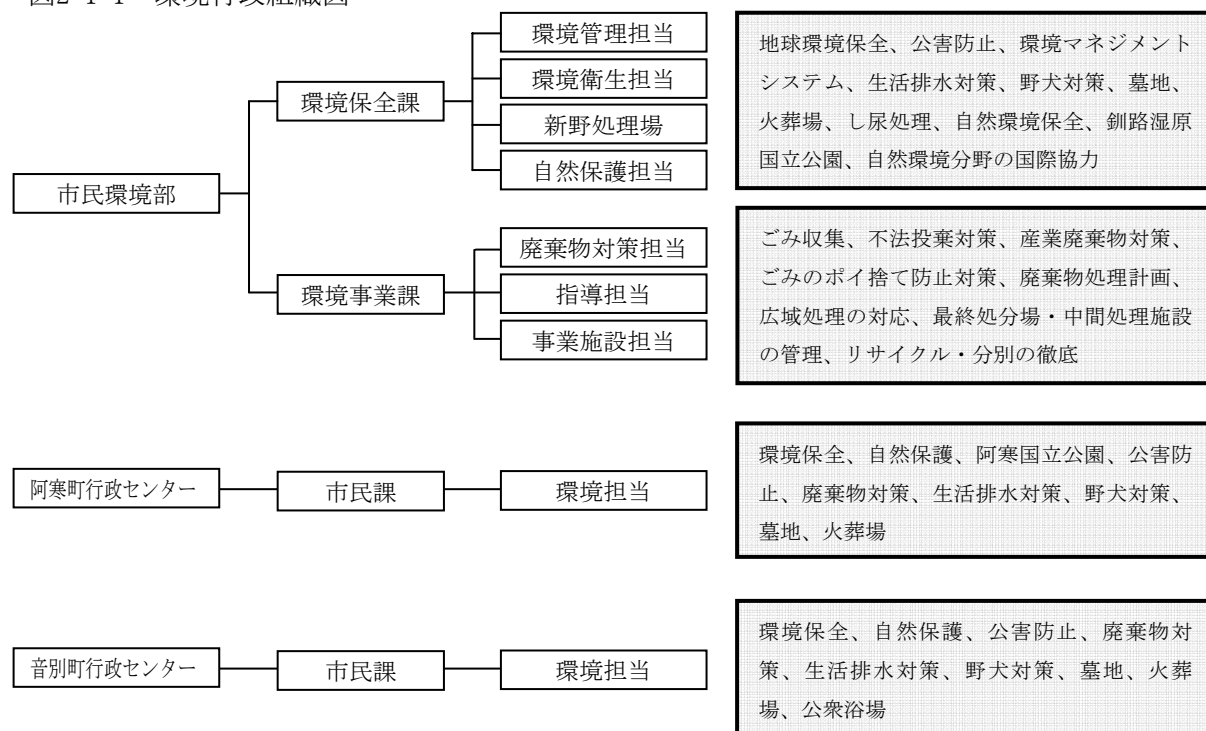 図2-1-1 環境行政組織図
市民環境部
環境保全課
環境管理担当
環境衛生担当
新野処理場
自然保護担当
地球環境保全、公害防止、環境マネジメント
システム、生活排水対策、野犬対策、墓地、
火葬場、し尿処理、自然環境保全、釧路湿原
国立公園、自然環境分野の国際協力
環境事業課
廃棄物対策担当
指導担当
事業施設担当
ごみ収集、不法投棄対策、産業廃棄物対策、
ごみのポイ捨て防止対策、廃棄物処理計画、
広域処理の対応、最終処分場・中間処理施設
の管理、リサイクル・分別の徹底
阿寒町行政センター
市民課
環境担当
環境保全、自然保護、阿寒国立公園、公害防
止、廃棄物対策、生活排水対策、野犬対策、
墓地、火葬場
音別町行政センター
市民課
環境担当
環境保全、自然保護、公害防止、廃棄物対
策、生活排水対策、野犬対策、墓地、火葬
場、公衆浴場